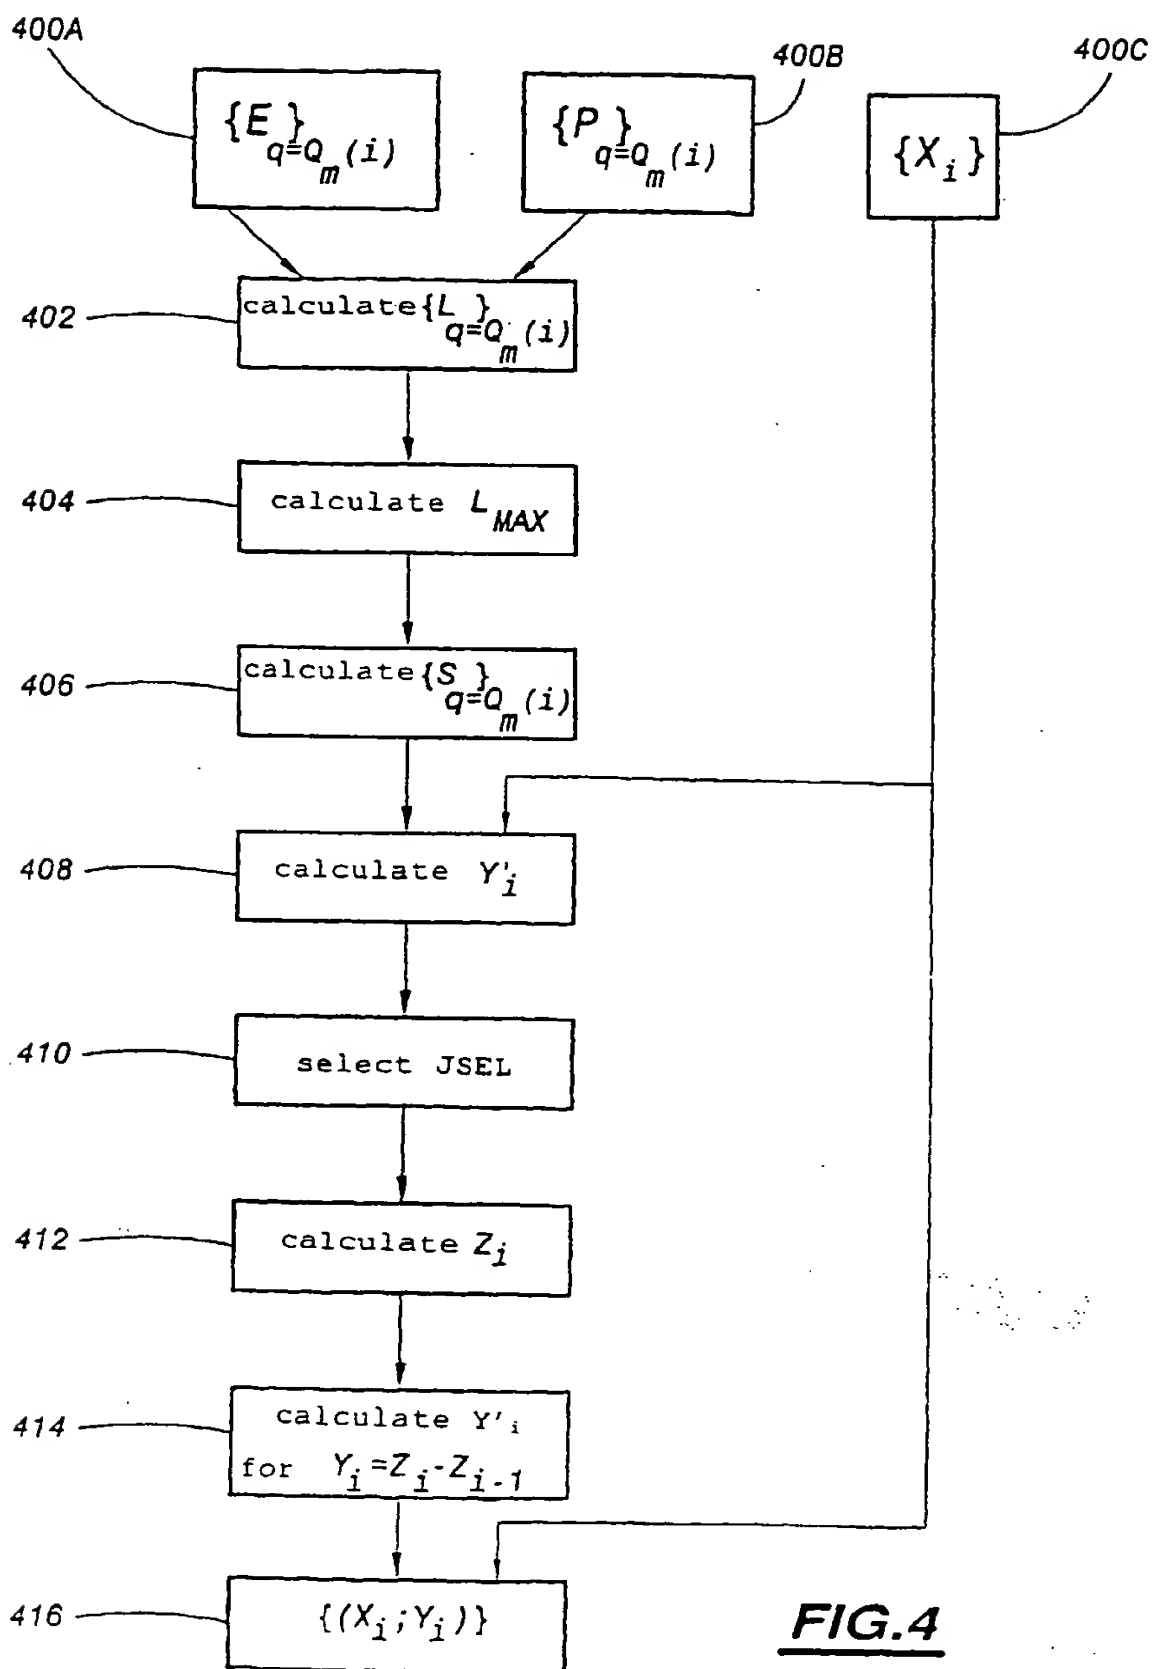 400A
400B
400C
{E }
q=Qm(i)
{P }
q=Qm(i)
{Xi}
402
calculate{L }
q=Qm(i)
404
calculate LMAX
406
calculate{S }
q=Qm(i)
408
calculate Y'i
410
select JSEL
412
calculate Zi
414
calculate Y'i
for Yi=Zi-Zi-1
416
{(Xi;Yi)}
FIG.4